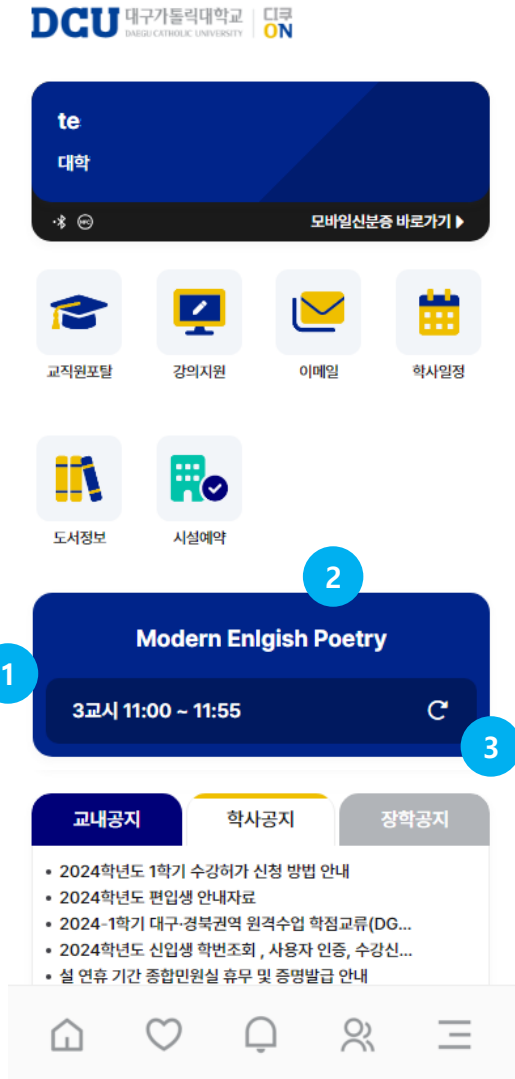 DCU 대구가톨릭대학교 디쿠
DAEGU CATHOLIC UNIVERSITY ON
te
대학
NFC 모바일신분증 바로가기
교직원포탈 강의지원 이메일 학사일정
도서정보 시설예약
2
Modern Enlgish Poetry
1
3교시 11:00 ~ 11:55
3
교내공지 학사공지 장학공지
• 2024학년도 1학기 수강허가 신청 방법 안내
• 2024학년도 편입생 안내자료
• 2024-1학기 대구·경북권역 원격수업 학점교류(DG...
• 2024학년도 신입생 학번조회 , 사용자 인증, 수강신...
• 설 연휴 기간 종합민원실 휴무 및 증명발급 안내